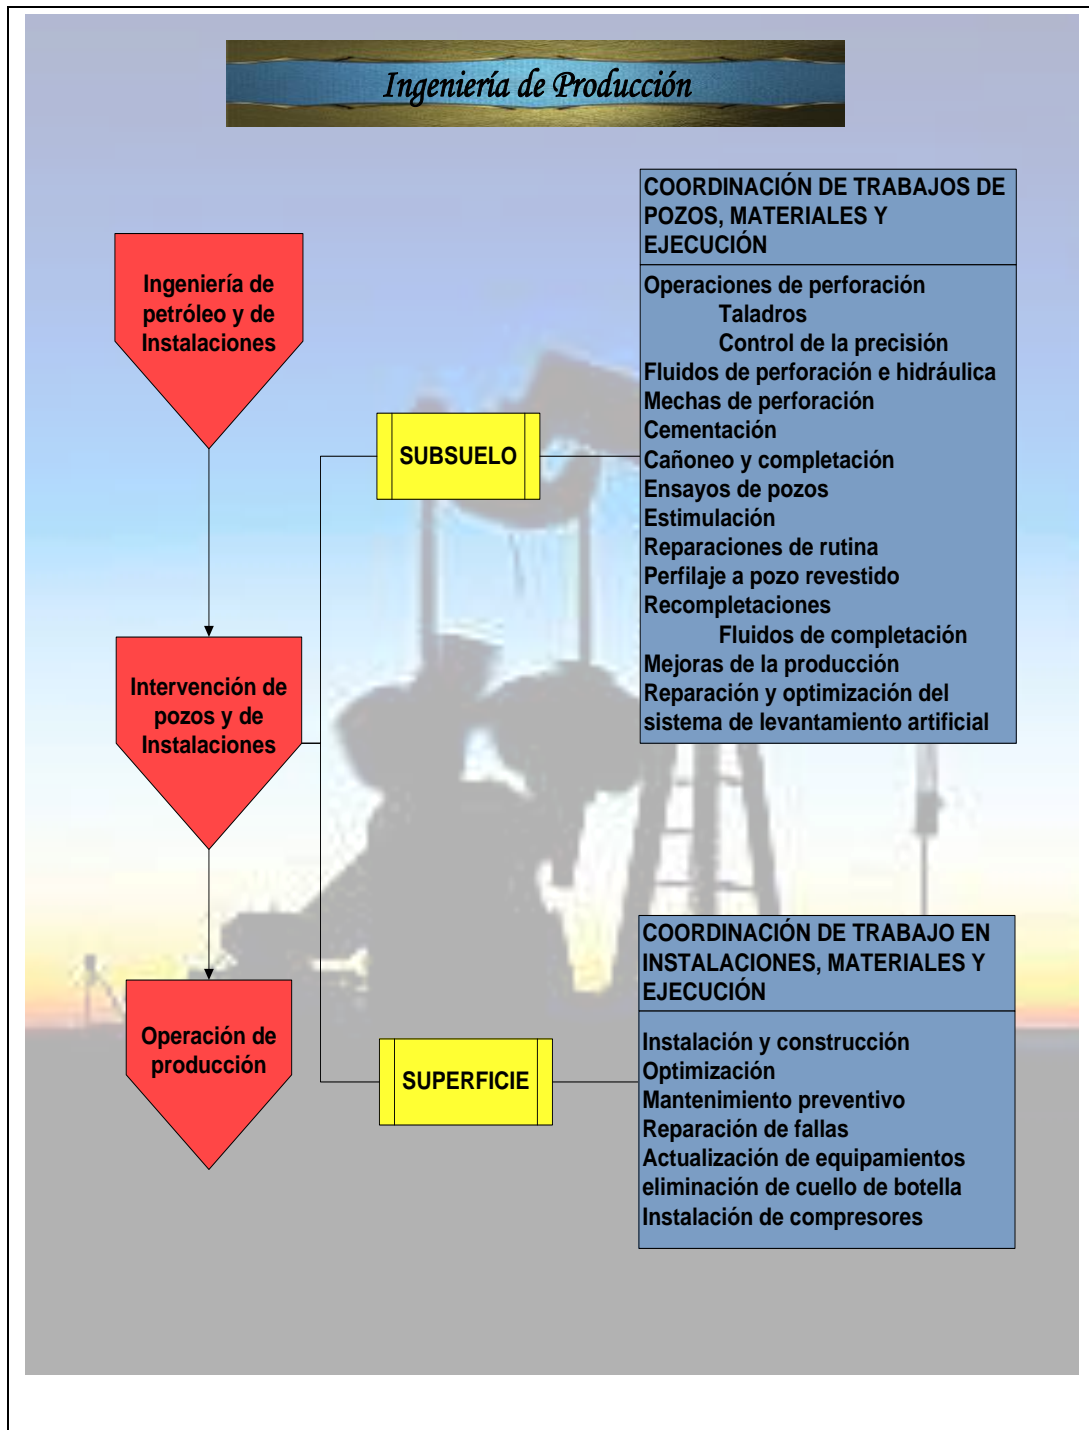 Ingeniería de Producción
Ingeniería de
petróleo y de
Instalaciones
Intervención de
pozos y de
Instalaciones
Operación de
producción
SUBSUELO
COORDINACIÓN DE TRABAJOS DE
POZOS, MATERIALES Y
EJECUCIÓN
Operaciones de perforación
Taladros
Control de la precisión
Fluidos de perforación e hidráulica
Mechas de perforación
Cementación
Cañoneo y completación
Ensayos de pozos
Estimulación
Reparaciones de rutina
Perfilaje a pozo revestido
Recompletaciones
Fluidos de completación
Mejoras de la producción
Reparación y optimización del
sistema de levantamiento artificial
SUPERFICIE
COORDINACIÓN DE TRABAJO EN
INSTALACIONES, MATERIALES Y
EJECUCIÓN
Instalación y construcción
Optimización
Mantenimiento preventivo
Reparación de fallas
Actualización de equipamientos
eliminación de cuello de botella
Instalación de compresores